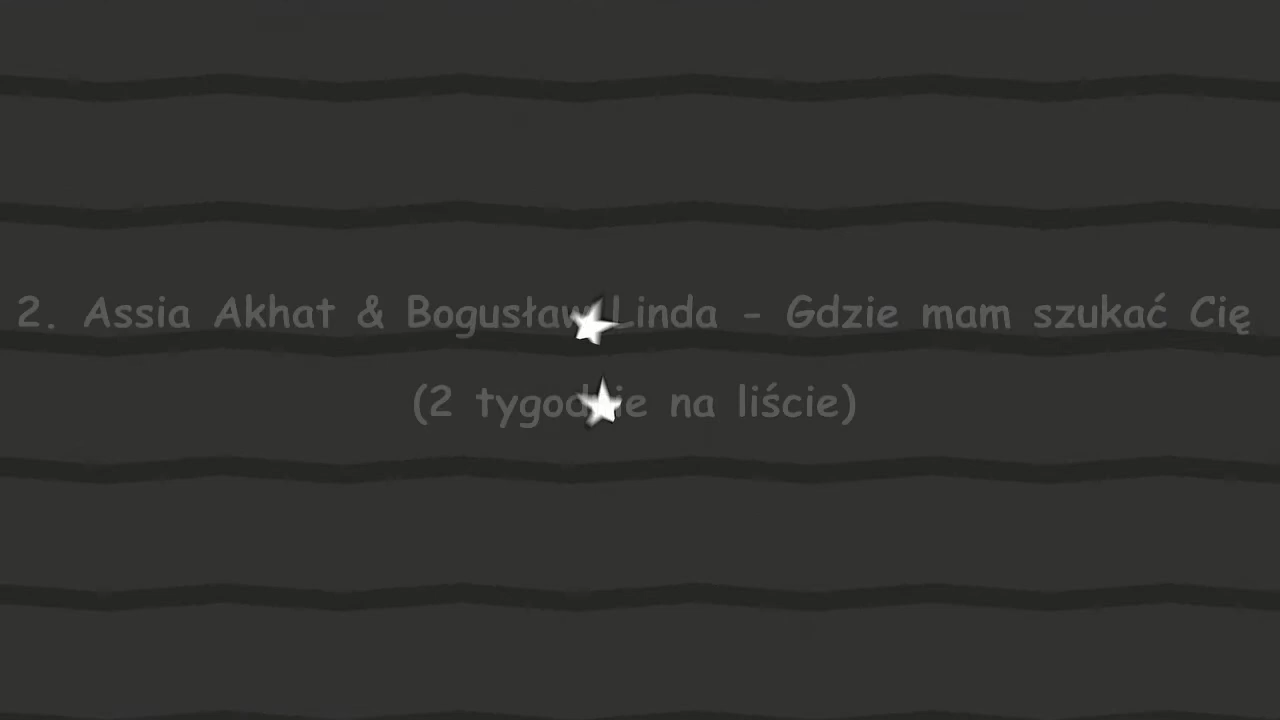 2. Assia Akhat & Bogusław Linda - Gdzie mam szukać Cię
(2 tygodnie na liście)